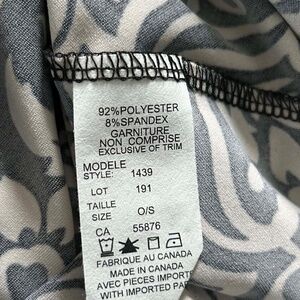 92%POLYESTER
8%SPANDEX
GARNITURE
NON COMPRISE
EXCLUSIVE OF TRIM
MODELE
STYLE: 1439
LOT 191
TAILLE
SIZE O/S
CA 55876
FABRIQUE AU CANADA
MADE IN CANADA
AVEC PIECES IMPORT
WITH IMPORTED PA